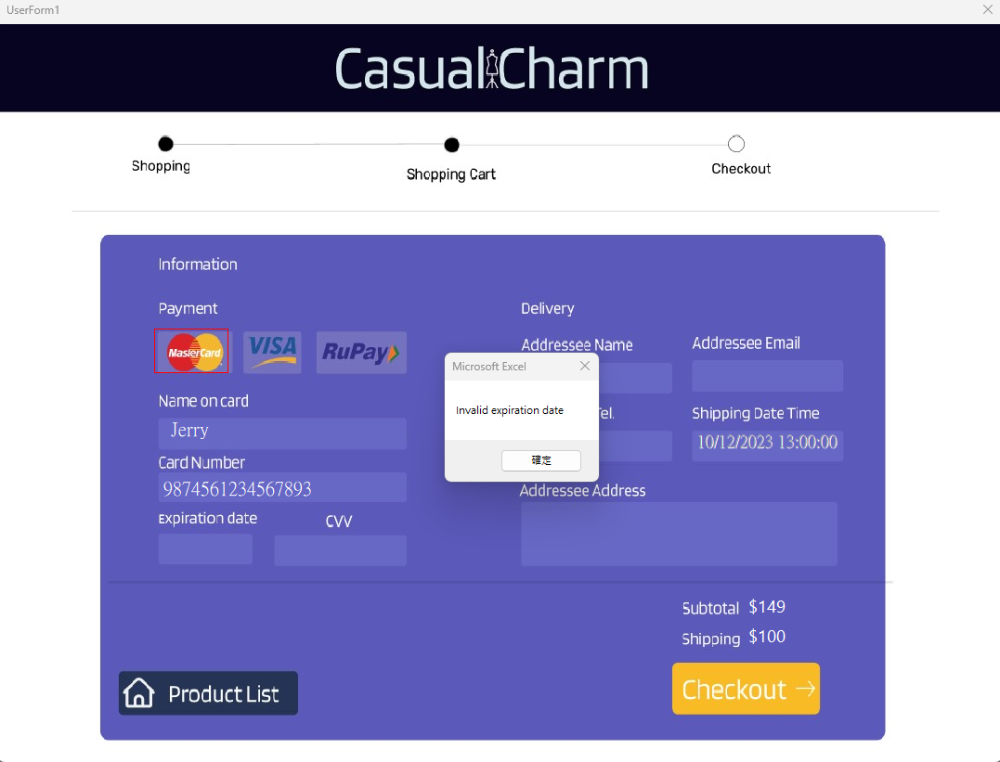 UserForm1
Casual Charm
Shopping
Shopping Cart
Checkout
Information
Payment
MasterCard
VISA
RuPay
Name on card
Jerry
Card Number
9874561234567893
Expiration date
CVV
Delivery
Addressee Name
Addressee Email
Tel.
Shipping Date Time
10/12/2023 13:00:00
Addressee Address
Microsoft Excel
Invalid expiration date
確定
Subtotal $149
Shipping $100
Product List
Checkout →